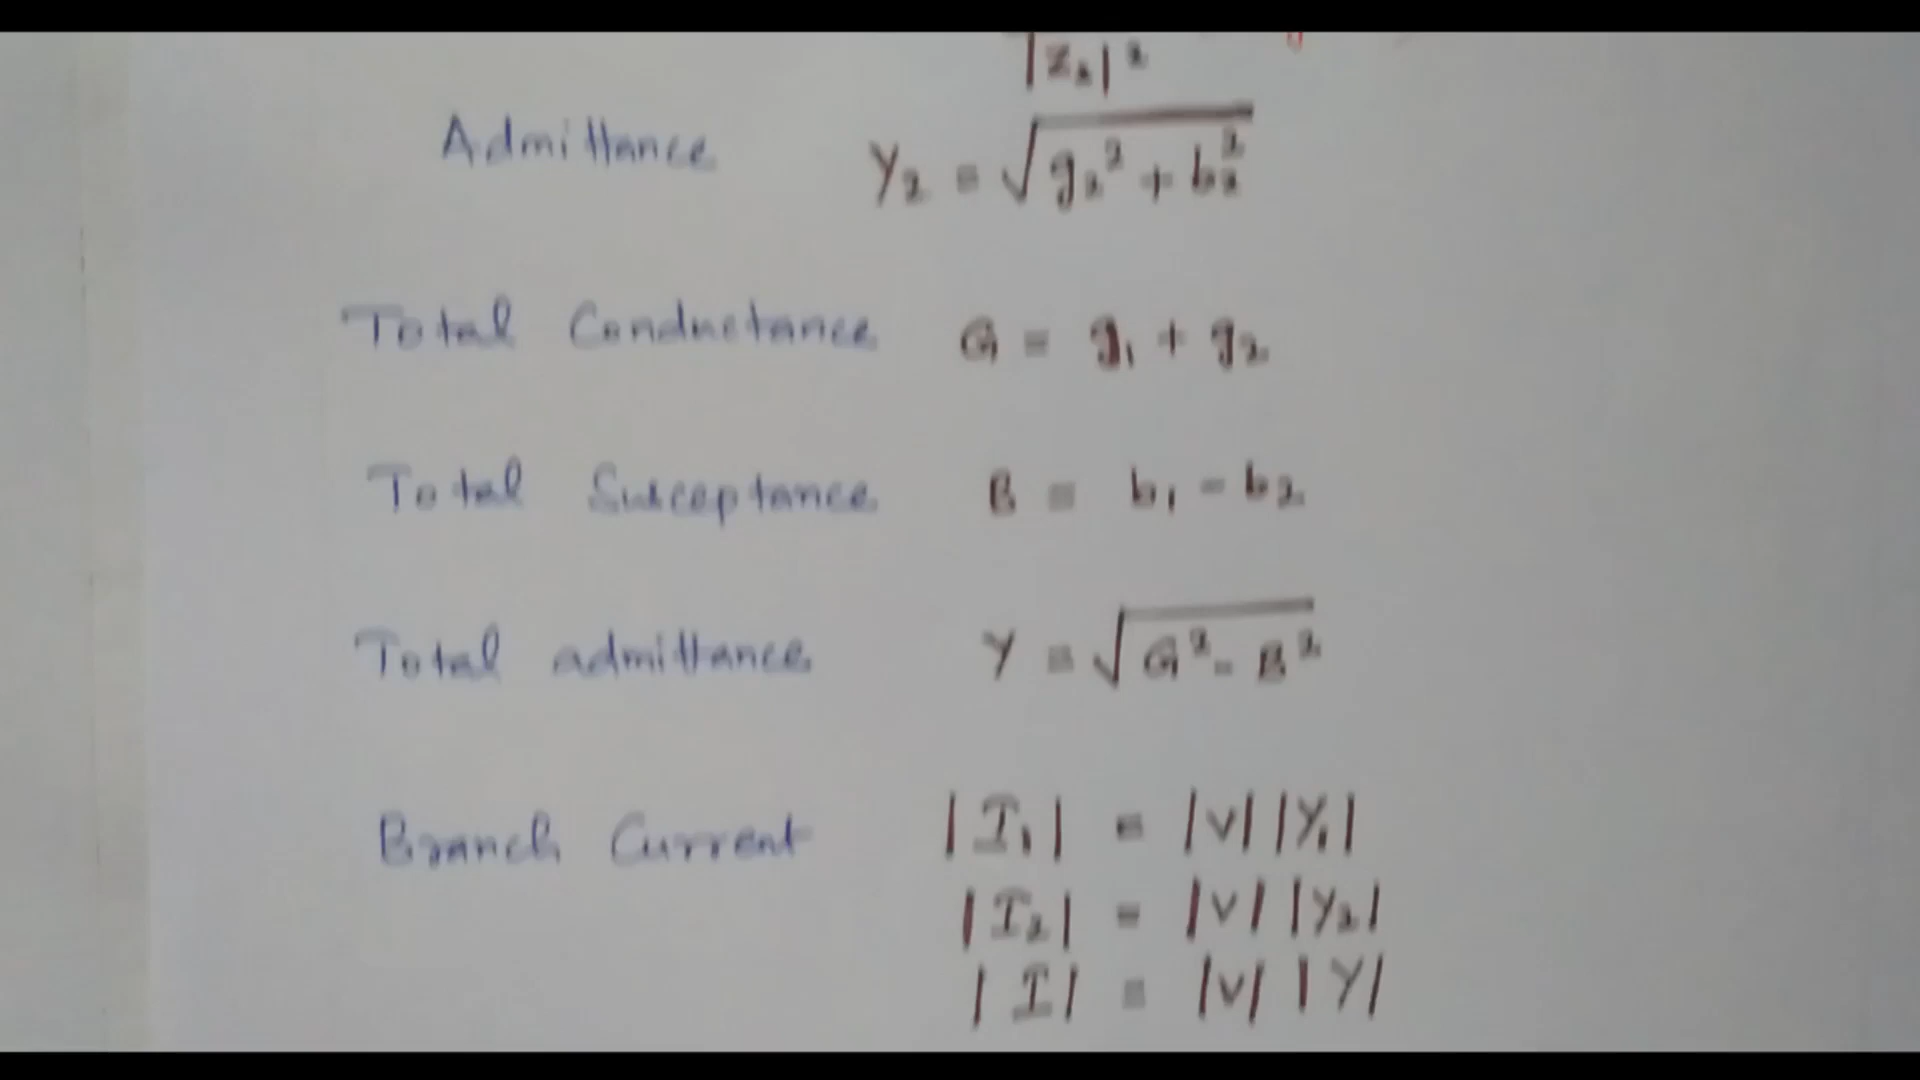 |Z₂|²
Admittance Y₂ = √(g₂² + b₂²)
Total Conductance G = g₁ + g₂
Total Susceptance B = b₁ - b₂
Total admittance Y = √(G² - B²)
Branch Current |I₁| = |V| |Y₁|
|I₂| = |V| |Y₂|
|I| = |V| |Y|